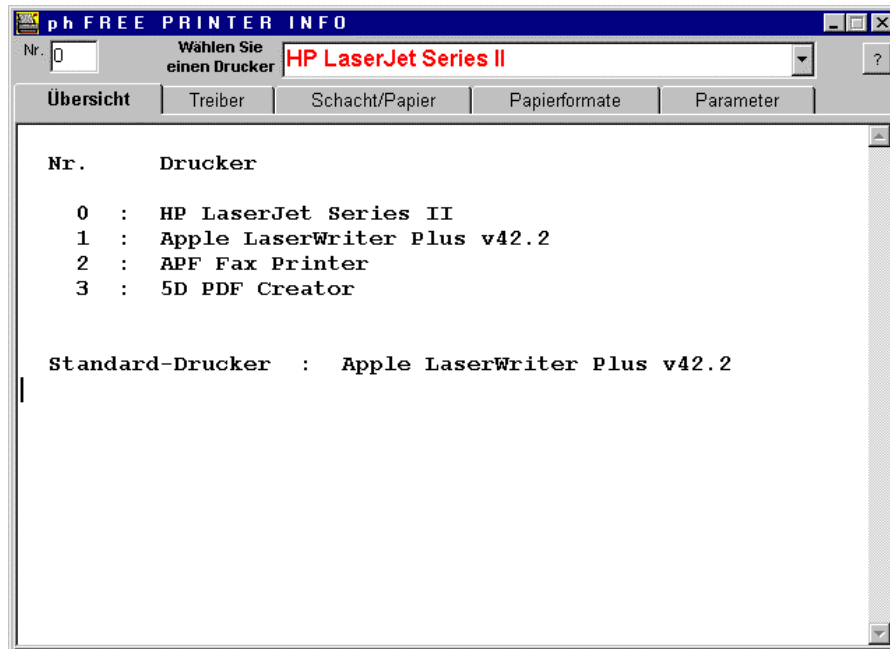 ph FREE PRINTER INFO
Nr. 0 Wählen Sie einen Drucker HP LaserJet Series II ?
Übersicht Treiber Schacht/Papier Papierformate Parameter
Nr. Drucker
0 : HP LaserJet Series II
1 : Apple LaserWriter Plus v42.2
2 : APF Fax Printer
3 : 5D PDF Creator
Standard-Drucker : Apple LaserWriter Plus v42.2